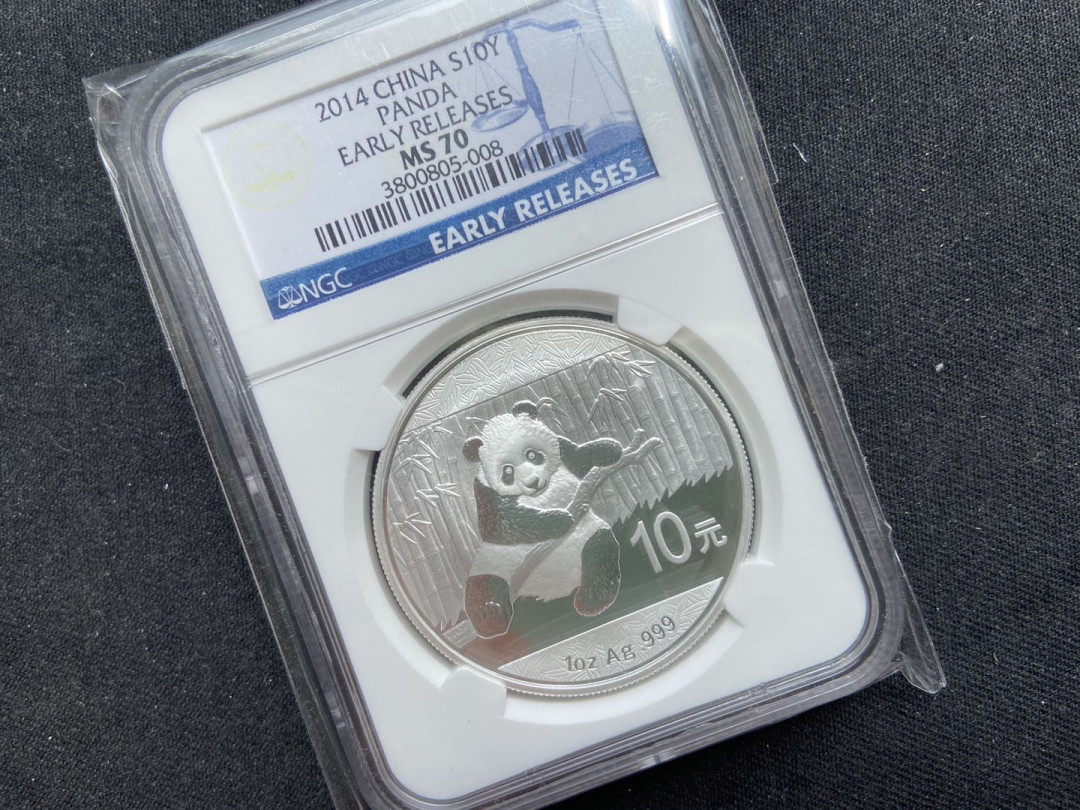 2014 CHINA S10Y
PANDA
EARLY RELEASES
MS 70
3800805-008
EARLY RELEASES
NGC
10元
1oz Ag .999